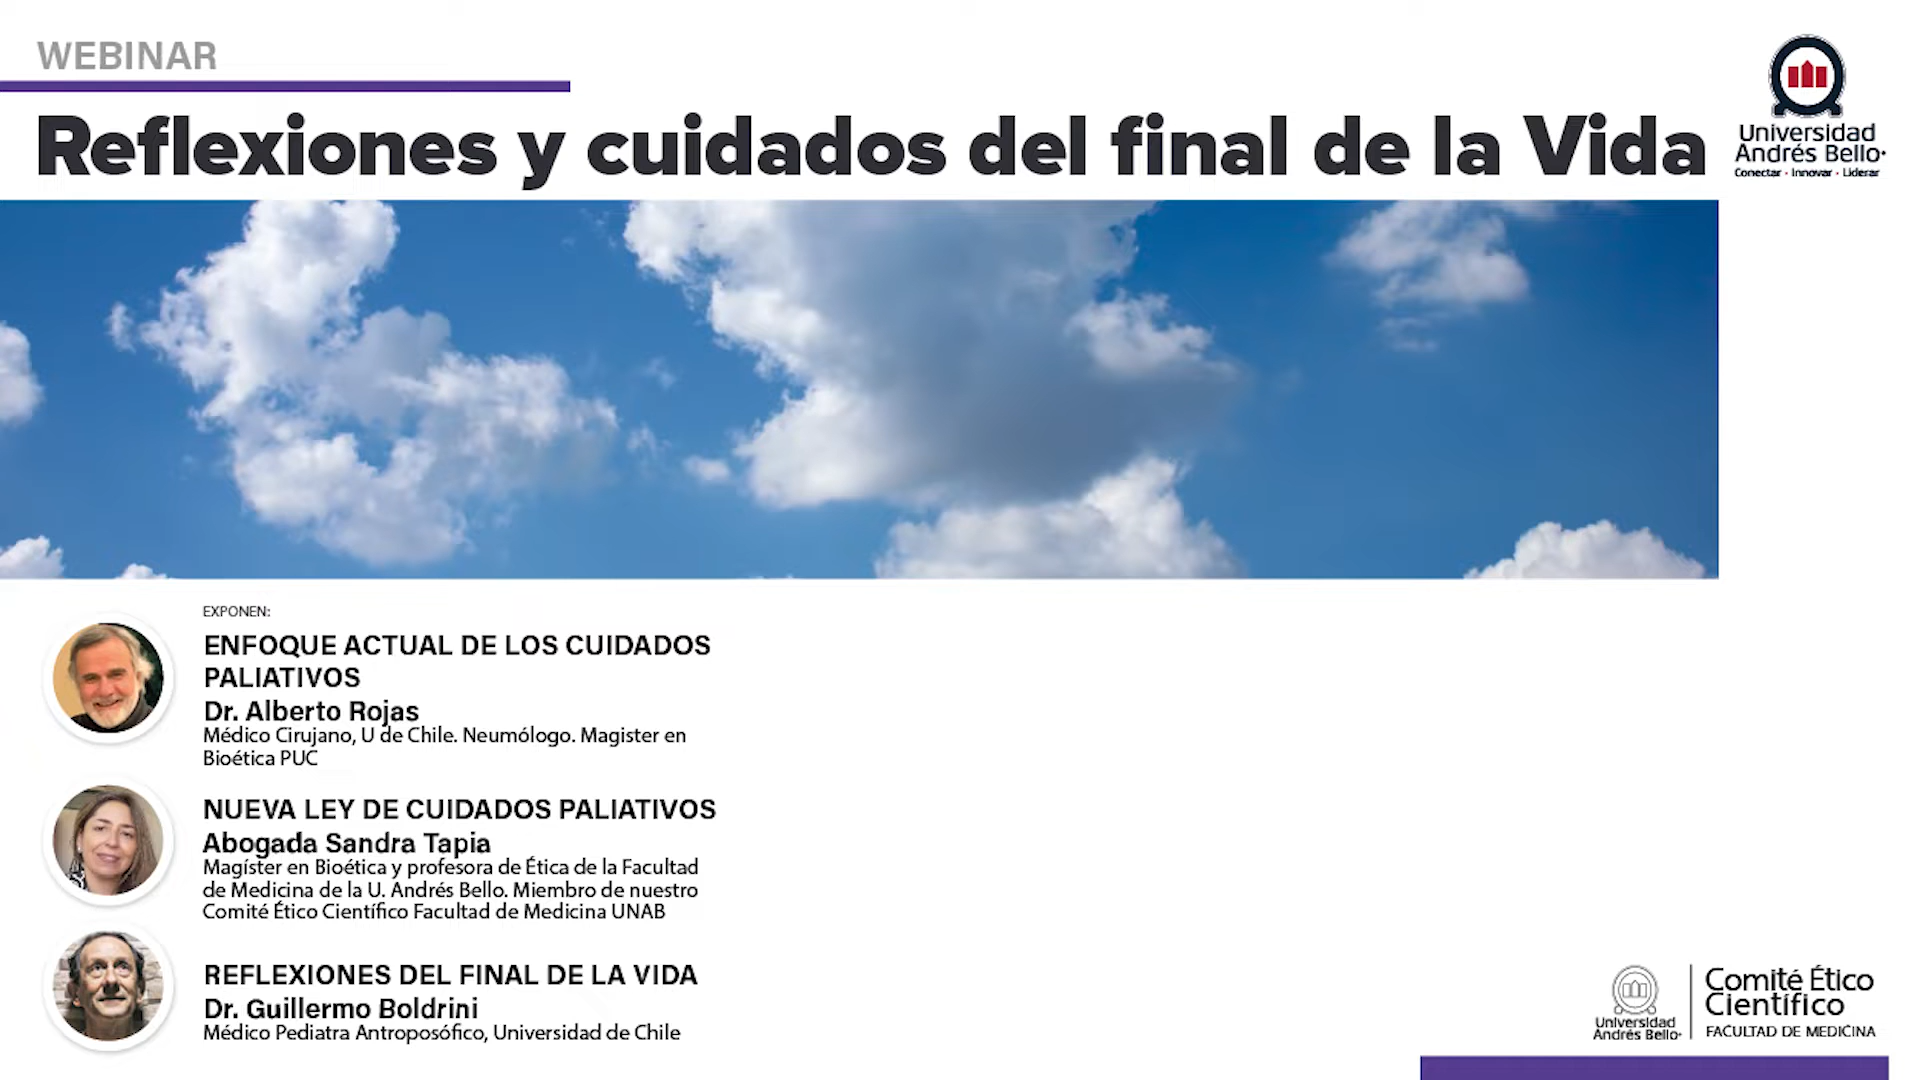 WEBINAR
Reflexiones y cuidados del final de la Vida
Universidad
Andrés Bello
Conectar · Innovar · Liderar
EXPONEN:
ENFOQUE ACTUAL DE LOS CUIDADOS
PALIATIVOS
Dr. Alberto Rojas
Médico Cirujano, U de Chile. Neumólogo. Magister en
Bioética PUC
NUEVA LEY DE CUIDADOS PALIATIVOS
Abogada Sandra Tapia
Magíster en Bioética y profesora de Ética de la Facultad
de Medicina de la U. Andrés Bello. Miembro de nuestro
Comité Ético Científico Facultad de Medicina UNAB
REFLEXIONES DEL FINAL DE LA VIDA
Dr. Guillermo Boldrini
Médico Pediatra Antroposófico, Universidad de Chile
Universidad
Andrés Bello
Comité Ético
Científico
FACULTAD DE MEDICINA